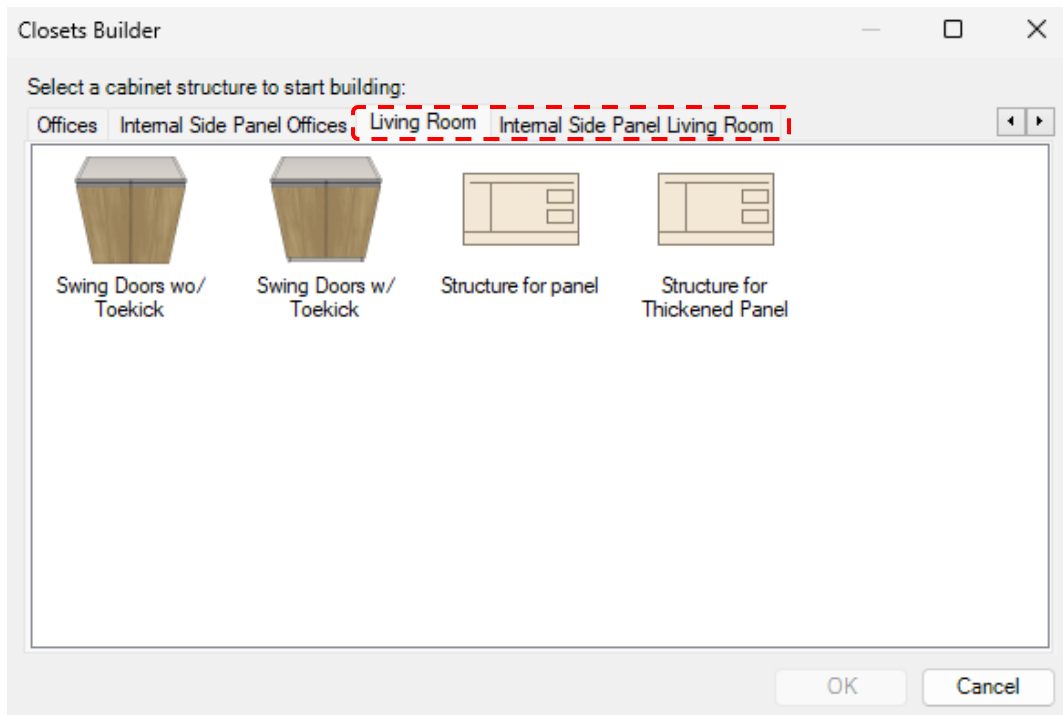 Closets Builder
Select a cabinet structure to start building:
Offices
Internal Side Panel Offices
Living Room
Internal Side Panel Living Room
Swing Doors wo/
Toekick
Swing Doors w/
Toekick
Structure for panel
Structure for
Thickened Panel
OK
Cancel